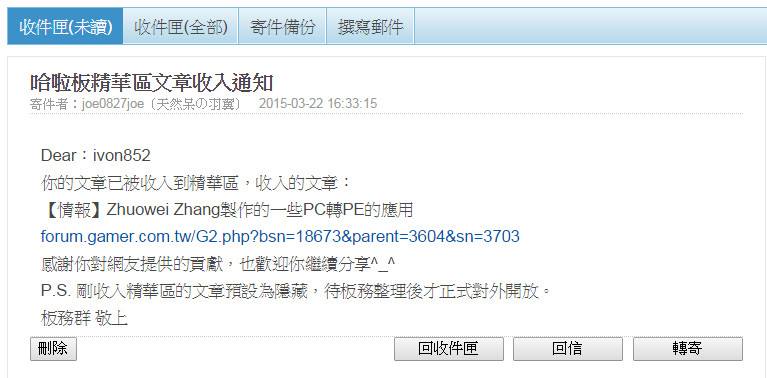 收件匣(未讀) 收件匣(全部) 寄件備份 撰寫郵件
哈啦板精華區文章收入通知
寄件者：joe0827joe〔天然呆の羽翼〕 2015-03-22 16:33:15
Dear：ivon852
你的文章已被收入到精華區，收入的文章：
【情報】Zhuowei Zhang製作的一些PC轉PE的應用
forum.gamer.com.tw/G2.php?bsn=18673&parent=3604&sn=3703
感謝你對網友提供的貢獻，也歡迎你繼續分享^_^
P.S. 剛收入精華區的文章預設為隱藏，待板務整理後才正式對外開放。
板務群 敬上
刪除 回收件匣 回信 轉寄